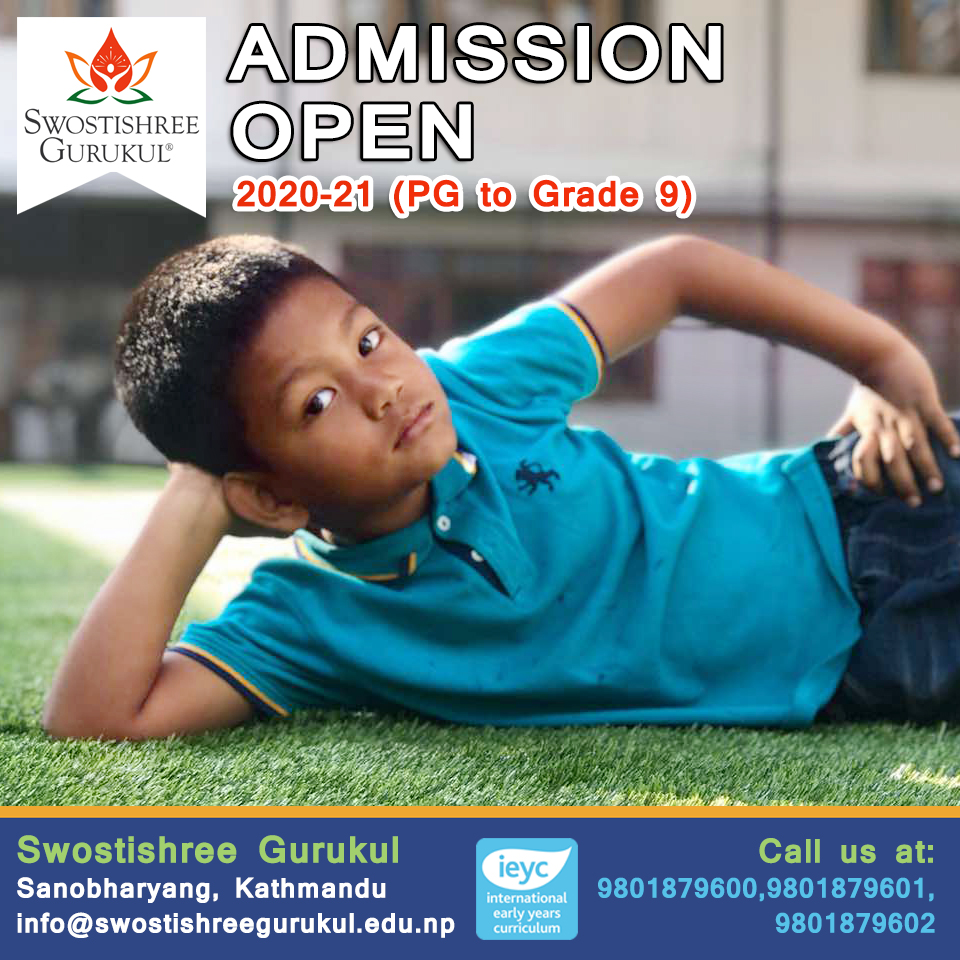 SWOSTISHREE
GURUKUL®
ADMISSION
OPEN
2020-21 (PG to Grade 9)
Swostishree Gurukul
Sanobharyang, Kathmandu
info@swostishreegurukul.edu.np
ieyc
international
early years
curriculum
Call us at:
9801879600,9801879601,
9801879602